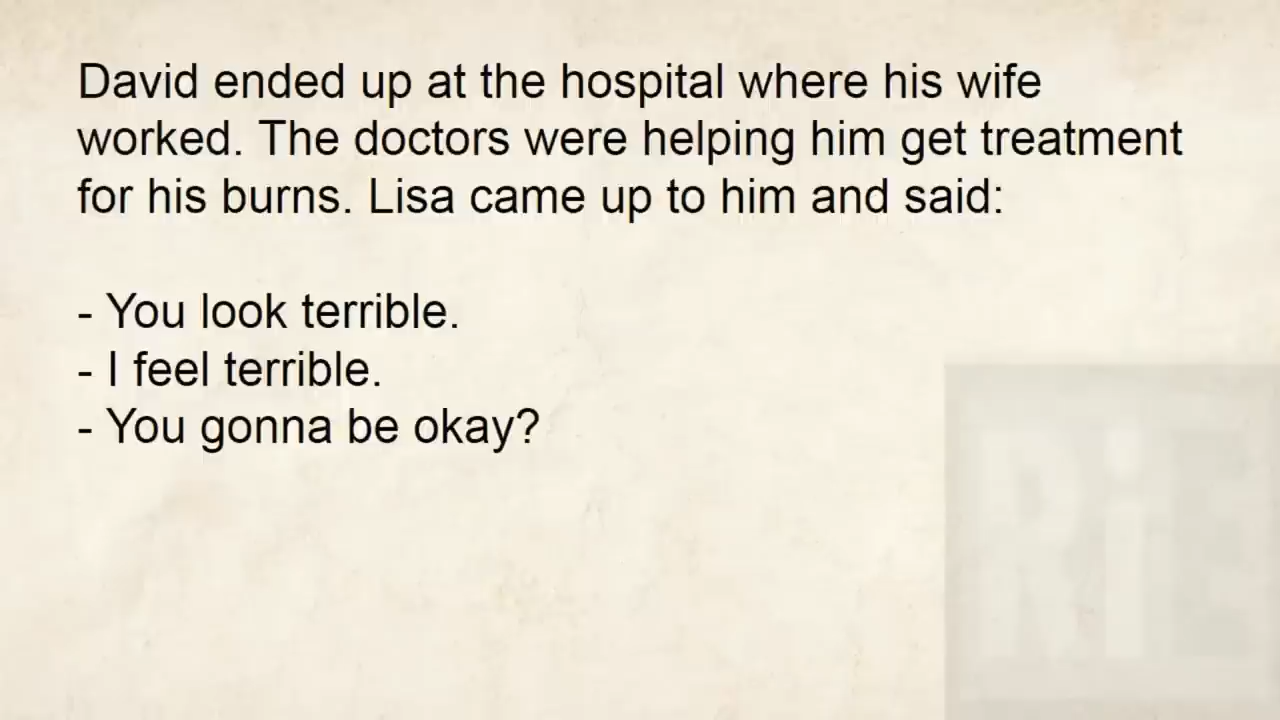 David ended up at the hospital where his wife
worked. The doctors were helping him get treatment
for his burns. Lisa came up to him and said:
- You look terrible.
- I feel terrible.
- You gonna be okay?
RiE